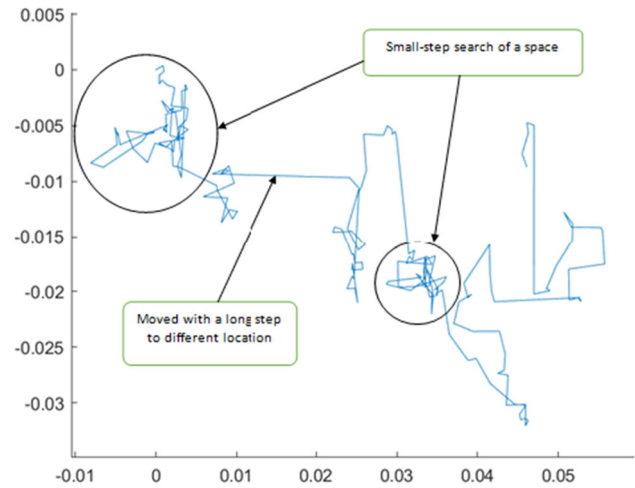 0.005
Small-step search of a space
0
-0.005
-0.01
-0.015
-0.02
Moved with a long step
to different location
-0.025
-0.03
-0.01 0 0.01 0.02 0.03 0.04 0.05